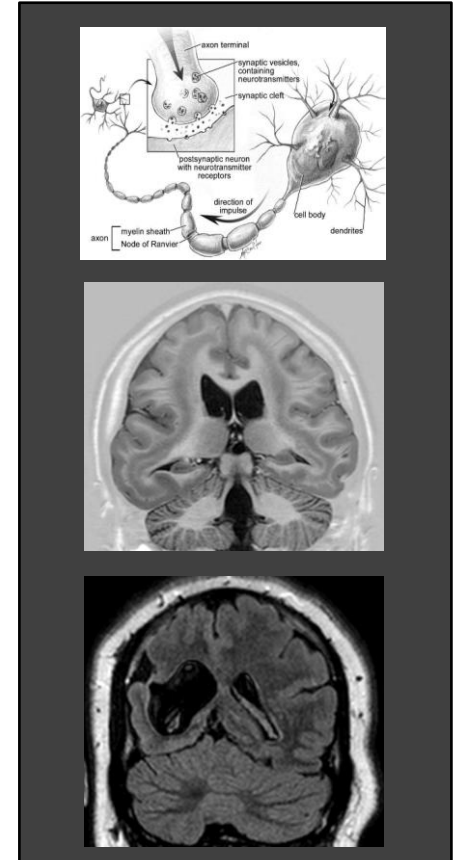 axon terminal
synaptic vesicles,
containing
neurotransmitters
synaptic cleft
postsynaptic neuron
with neurotransmitter
receptors
direction of
impulse
cell body
dendrites
axon
myelin sheath
Node of Ranvier